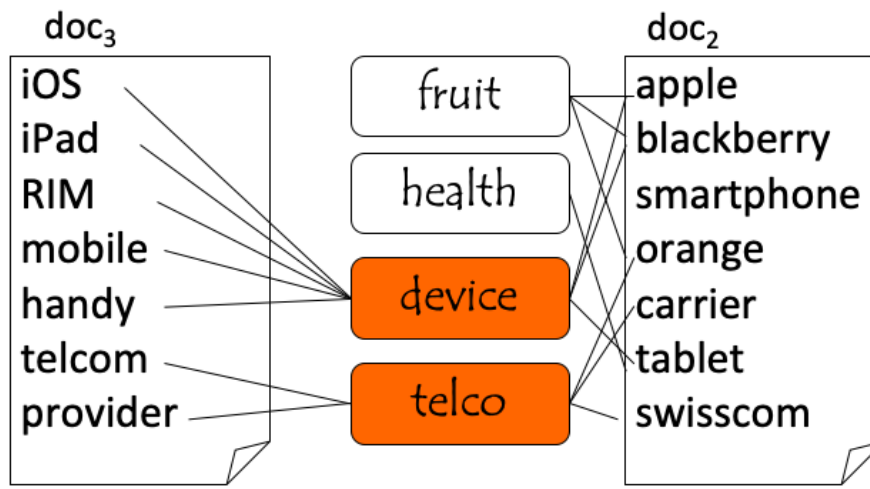 doc3
iOS
iPad
RIM
mobile
handy
telcom
provider
fruit
health
device
telco
doc2
apple
blackberry
smartphone
orange
carrier
tablet
swisscom